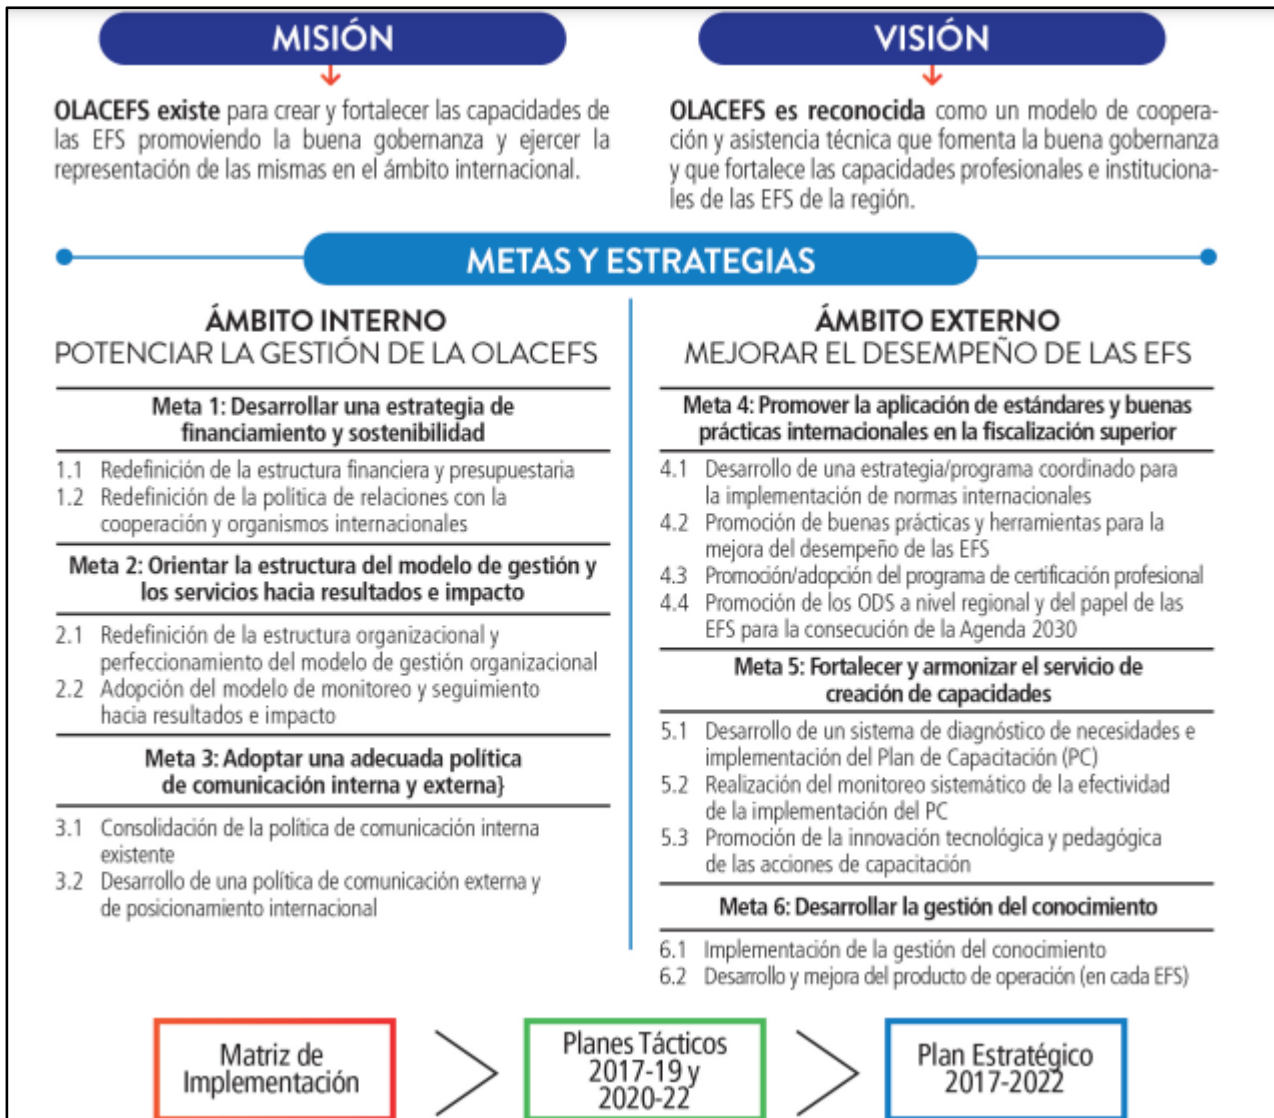 MISIÓN
OLACEFS existe para crear y fortalecer las capacidades de
las EFS promoviendo la buena gobernanza y ejercer la
representación de las mismas en el ámbito internacional.
VISIÓN
OLACEFS es reconocida como un modelo de coopera-
ción y asistencia técnica que fomenta la buena gobernanza
y que fortalece las capacidades profesionales e instituciona-
les de las EFS de la región.
METAS Y ESTRATEGIAS
ÁMBITO INTERNO
POTENCIAR LA GESTIÓN DE LA OLACEFS
Meta 1: Desarrollar una estrategia de
financiamiento y sostenibilidad
1.1 Redefinición de la estructura financiera y presupuestaria
1.2 Redefinición de la política de relaciones con la
cooperación y organismos internacionales
Meta 2: Orientar la estructura del modelo de gestión y
los servicios hacia resultados e impacto
2.1 Redefinición de la estructura organizacional y
perfeccionamiento del modelo de gestión organizacional
2.2 Adopción del modelo de monitoreo y seguimiento
hacia resultados e impacto
Meta 3: Adoptar una adecuada política
de comunicación interna y externa}
3.1 Consolidación de la política de comunicación interna
existente
3.2 Desarrollo de una política de comunicación externa y
de posicionamiento internacional
ÁMBITO EXTERNO
MEJORAR EL DESEMPEÑO DE LAS EFS
Meta 4: Promover la aplicación de estándares y buenas
prácticas internacionales en la fiscalización superior
4.1 Desarrollo de una estrategia/programa coordinado para
la implementación de normas internacionales
4.2 Promoción de buenas prácticas y herramientas para la
mejora del desempeño de las EFS
4.3 Promoción/adopción del programa de certificación profesional
4.4 Promoción de los ODS a nivel regional y del papel de las
EFS para la consecución de la Agenda 2030
Meta 5: Fortalecer y armonizar el servicio de
creación de capacidades
5.1 Desarrollo de un sistema de diagnóstico de necesidades e
implementación del Plan de Capacitación (PC)
5.2 Realización del monitoreo sistemático de la efectividad
de la implementación del PC
5.3 Promoción de la innovación tecnológica y pedagógica
de las acciones de capacitación
Meta 6: Desarrollar la gestión del conocimiento
6.1 Implementación de la gestión del conocimiento
6.2 Desarrollo y mejora del producto de operación (en cada EFS)
Matriz de
Implementación
Planes Tácticos
2017-19 y
2020-22
Plan Estratégico
2017-2022